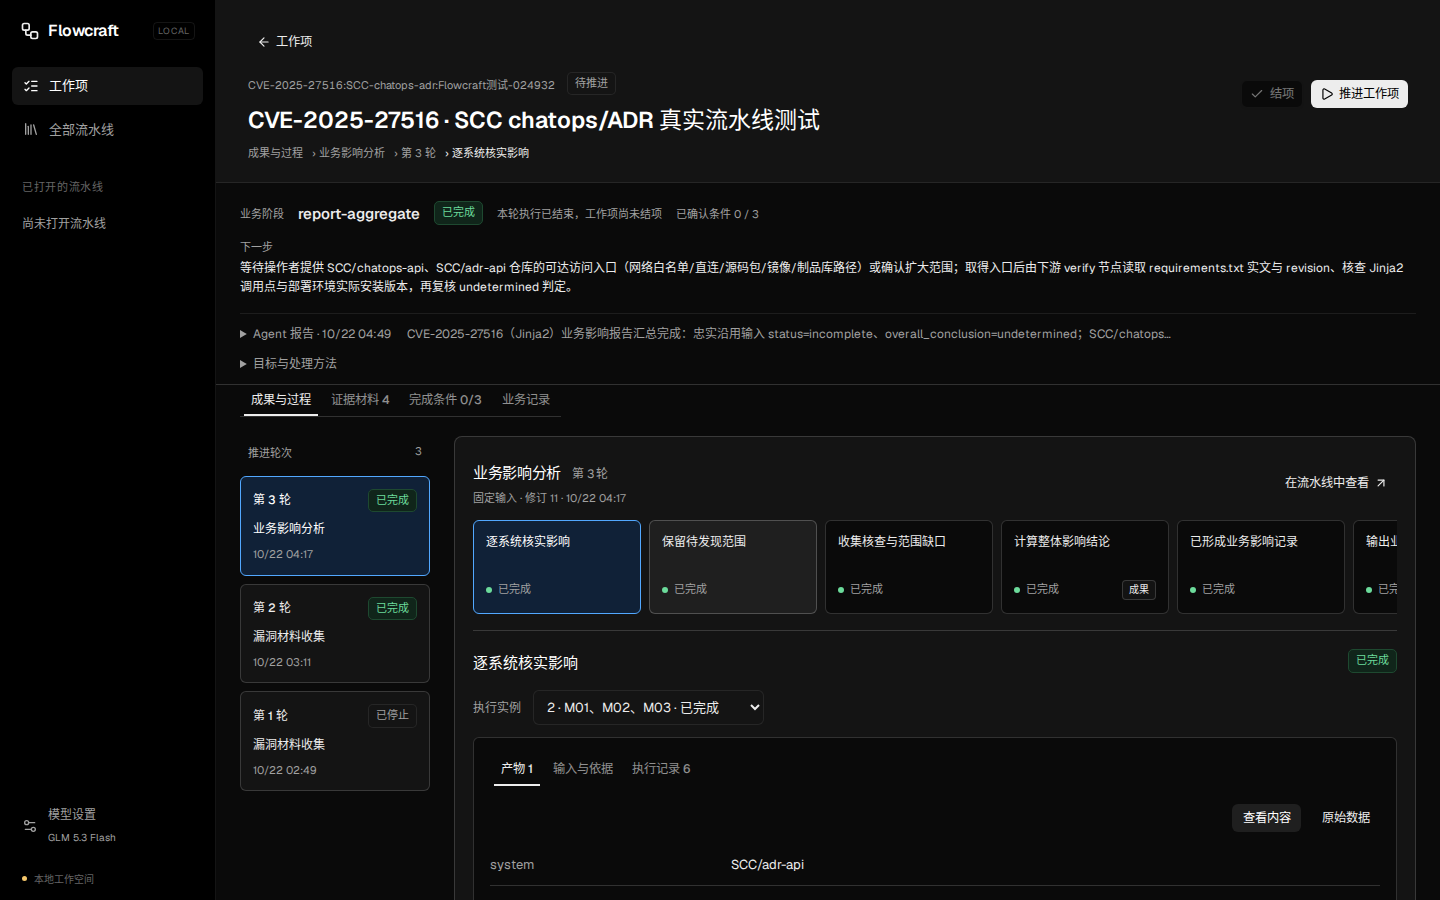 Flowcraft
LOCAL
工作项
全部流水线
已打开的流水线
尚未打开流水线
模型设置
GLM 5.3 Flash
本地工作空间
工作项
CVE-2025-27516:SCC-chatops-adr:Flowcraft测试-024932
待推进
CVE-2025-27516 · SCC chatops/ADR 真实流水线测试
成果与过程 › 业务影响分析 › 第 3 轮 › 逐系统核实影响
结项
推进工作项
业务阶段 report-aggregate 已完成 本轮执行已结束，工作项尚未结项 已确认条件 0 / 3
下一步
等待操作者提供 SCC/chatops-api、SCC/adr-api 仓库的可达访问入口（网络白名单/直连/源码包/镜像/制品库路径）或确认扩大范围；取得入口后由下游 verify 节点读取 requirements.txt 实文与 revision、核查 Jinja2
调用点与部署环境实际安装版本，再复核 undetermined 判定。
Agent 报告 · 10/22 04:49 CVE-2025-27516（Jinja2）业务影响报告汇总完成：忠实沿用输入 status=incomplete、overall_conclusion=undetermined；SCC/chatops...
目标与处理方法
成果与过程 证据材料 4 完成条件 0/3 业务记录
推进轮次 3
第 3 轮 已完成
业务影响分析
10/22 04:17
第 2 轮 已完成
漏洞材料收集
10/22 03:11
第 1 轮 已停止
漏洞材料收集
10/22 02:49
业务影响分析 第 3 轮
固定输入 · 修订 11 · 10/22 04:17
在流水线中查看
逐系统核实影响
已完成
保留待发现范围
已完成
收集核查与范围缺口
已完成
计算整体影响结论
已完成 成果
已形成业务影响记录
已完成
输出业
已完
逐系统核实影响
已完成
执行实例 2 · M01、M02、M03 · 已完成
产物 1 输入与依据 执行记录 6
查看内容 原始数据
system SCC/adr-api